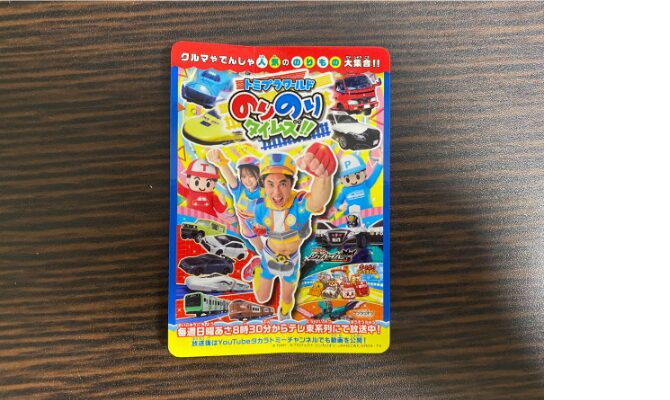 クルマやでんしゃ 人気ののりもの 大集合!!
トミプラワールド
のりのり
タイムズ!!
T
P
毎週日曜あさ8時30分からテレ東系列にて放送中!
放送後はYouTubeタカラトミーチャンネルでも動画を公開!